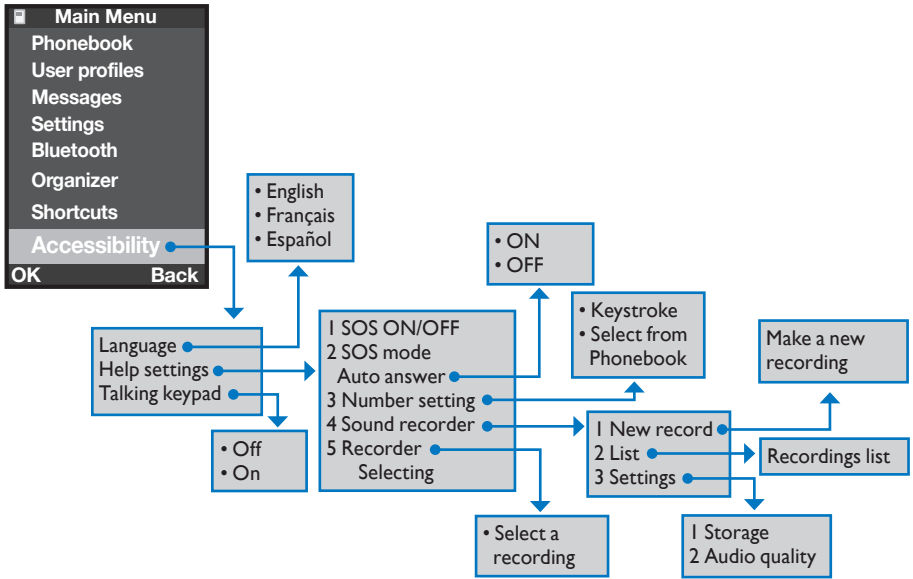 Main Menu
Phonebook
User profiles
Messages
Settings
Bluetooth
Organizer
Shortcuts
Accessibility
OK Back
• English
• Français
• Español
Language
Help settings
Talking keypad
• Off
• On
1 SOS ON/OFF
2 SOS mode
Auto answer
3 Number setting
4 Sound recorder
5 Recorder
Selecting
• ON
• OFF
• Keystroke
• Select from
Phonebook
1 New record
2 List
3 Settings
Make a new
recording
Recordings list
1 Storage
2 Audio quality
• Select a
recording